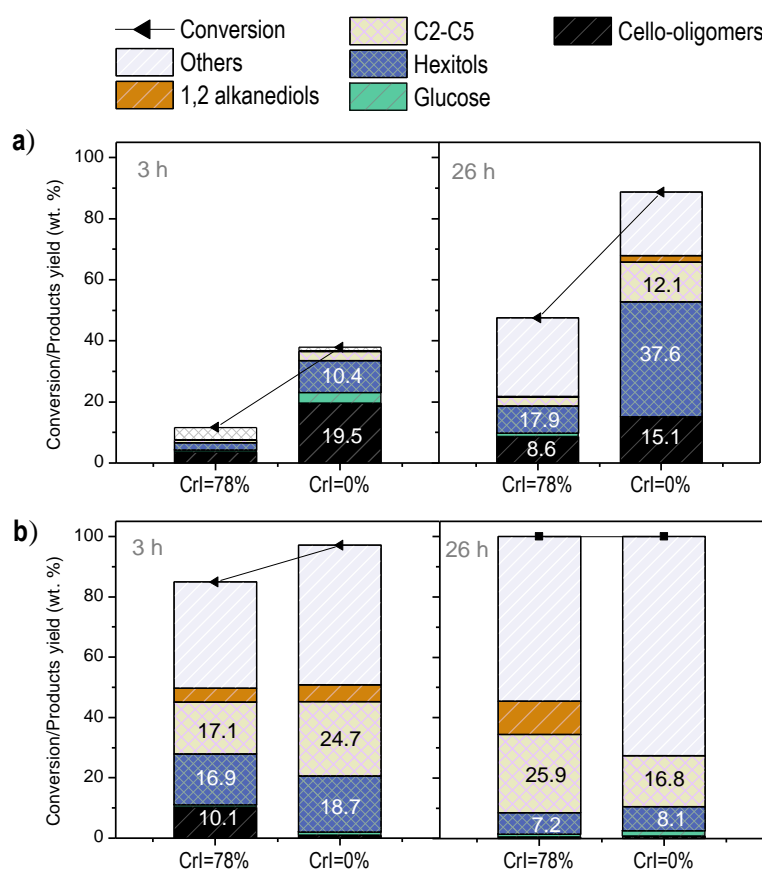 Conversion C2-C5 Cello-oligomers
Others Hexitols
1,2 alkanediols Glucose
a)
3 h 26 h
Conversion/Products yield (wt. %)
100
80
60
40
20
0
10.4
19.5
12.1
37.6
17.9
15.1
8.6
CrI=78% CrI=0% CrI=78% CrI=0%
b)
3 h 26 h
Conversion/Products yield (wt. %)
100
80
60
40
20
0
17.1
16.9
10.1
24.7
18.7
25.9
7.2
16.8
8.1
CrI=78% CrI=0% CrI=78% CrI=0%